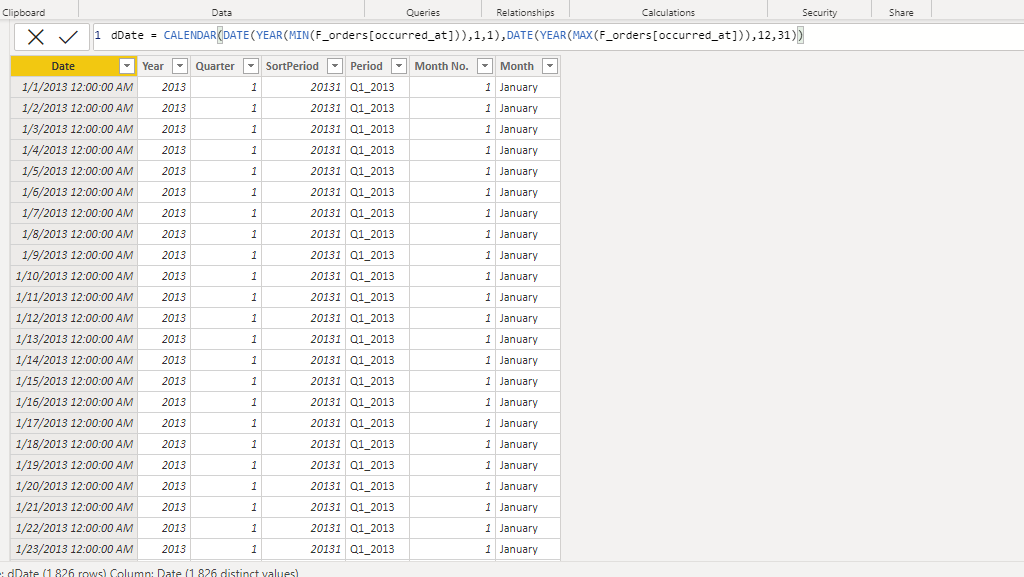 Clipboard Data Queries Relationships Calculations Security Share
1 dDate = CALENDAR(DATE(YEAR(MIN(F_orders[occurred_at])),1,1),DATE(YEAR(MAX(F_orders[occurred_at])),12,31))
Date Year Quarter SortPeriod Period Month No. Month
1/1/2013 12:00:00 AM 2013 1 20131 Q1_2013 1 January
1/2/2013 12:00:00 AM 2013 1 20131 Q1_2013 1 January
1/3/2013 12:00:00 AM 2013 1 20131 Q1_2013 1 January
1/4/2013 12:00:00 AM 2013 1 20131 Q1_2013 1 January
1/5/2013 12:00:00 AM 2013 1 20131 Q1_2013 1 January
1/6/2013 12:00:00 AM 2013 1 20131 Q1_2013 1 January
1/7/2013 12:00:00 AM 2013 1 20131 Q1_2013 1 January
1/8/2013 12:00:00 AM 2013 1 20131 Q1_2013 1 January
1/9/2013 12:00:00 AM 2013 1 20131 Q1_2013 1 January
1/10/2013 12:00:00 AM 2013 1 20131 Q1_2013 1 January
1/11/2013 12:00:00 AM 2013 1 20131 Q1_2013 1 January
1/12/2013 12:00:00 AM 2013 1 20131 Q1_2013 1 January
1/13/2013 12:00:00 AM 2013 1 20131 Q1_2013 1 January
1/14/2013 12:00:00 AM 2013 1 20131 Q1_2013 1 January
1/15/2013 12:00:00 AM 2013 1 20131 Q1_2013 1 January
1/16/2013 12:00:00 AM 2013 1 20131 Q1_2013 1 January
1/17/2013 12:00:00 AM 2013 1 20131 Q1_2013 1 January
1/18/2013 12:00:00 AM 2013 1 20131 Q1_2013 1 January
1/19/2013 12:00:00 AM 2013 1 20131 Q1_2013 1 January
1/20/2013 12:00:00 AM 2013 1 20131 Q1_2013 1 January
1/21/2013 12:00:00 AM 2013 1 20131 Q1_2013 1 January
1/22/2013 12:00:00 AM 2013 1 20131 Q1_2013 1 January
1/23/2013 12:00:00 AM 2013 1 20131 Q1_2013 1 January
: dDate (1,826 rows) Column: Date (1,826 distinct values)